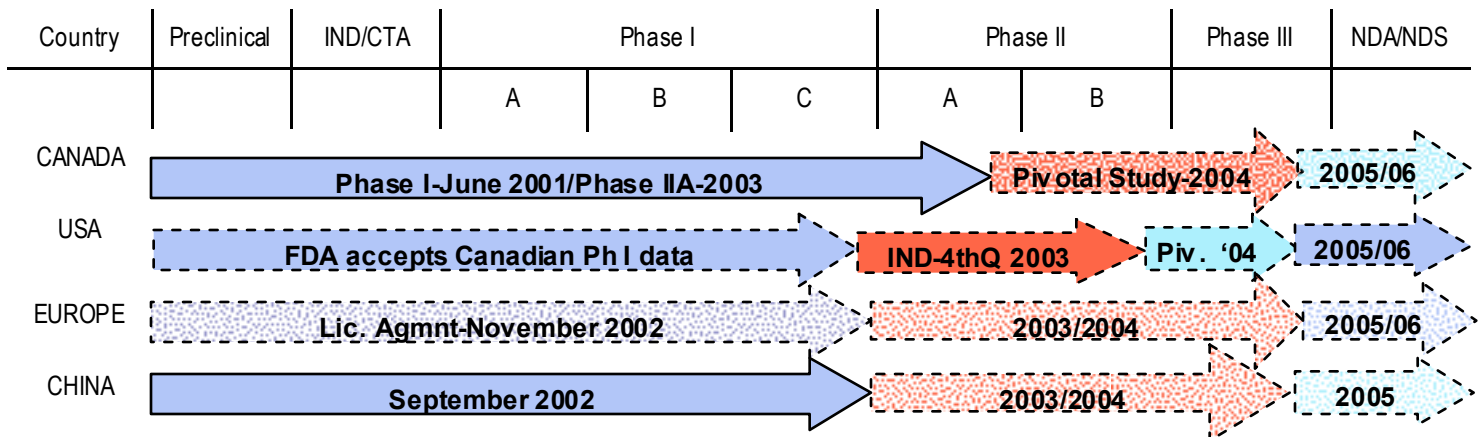 Country Preclinical IND/CTA Phase I Phase II Phase III NDA/NDS
A B C A B
CANADA Phase I-June 2001/Phase IIA-2003 Pivotal Study-2004 2005/06
USA FDA accepts Canadian Ph I data IND-4thQ 2003 Piv. ‘04 2005/06
EUROPE Lic. Agmnt-November 2002 2003/2004 2005/06
CHINA September 2002 2003/2004 2005